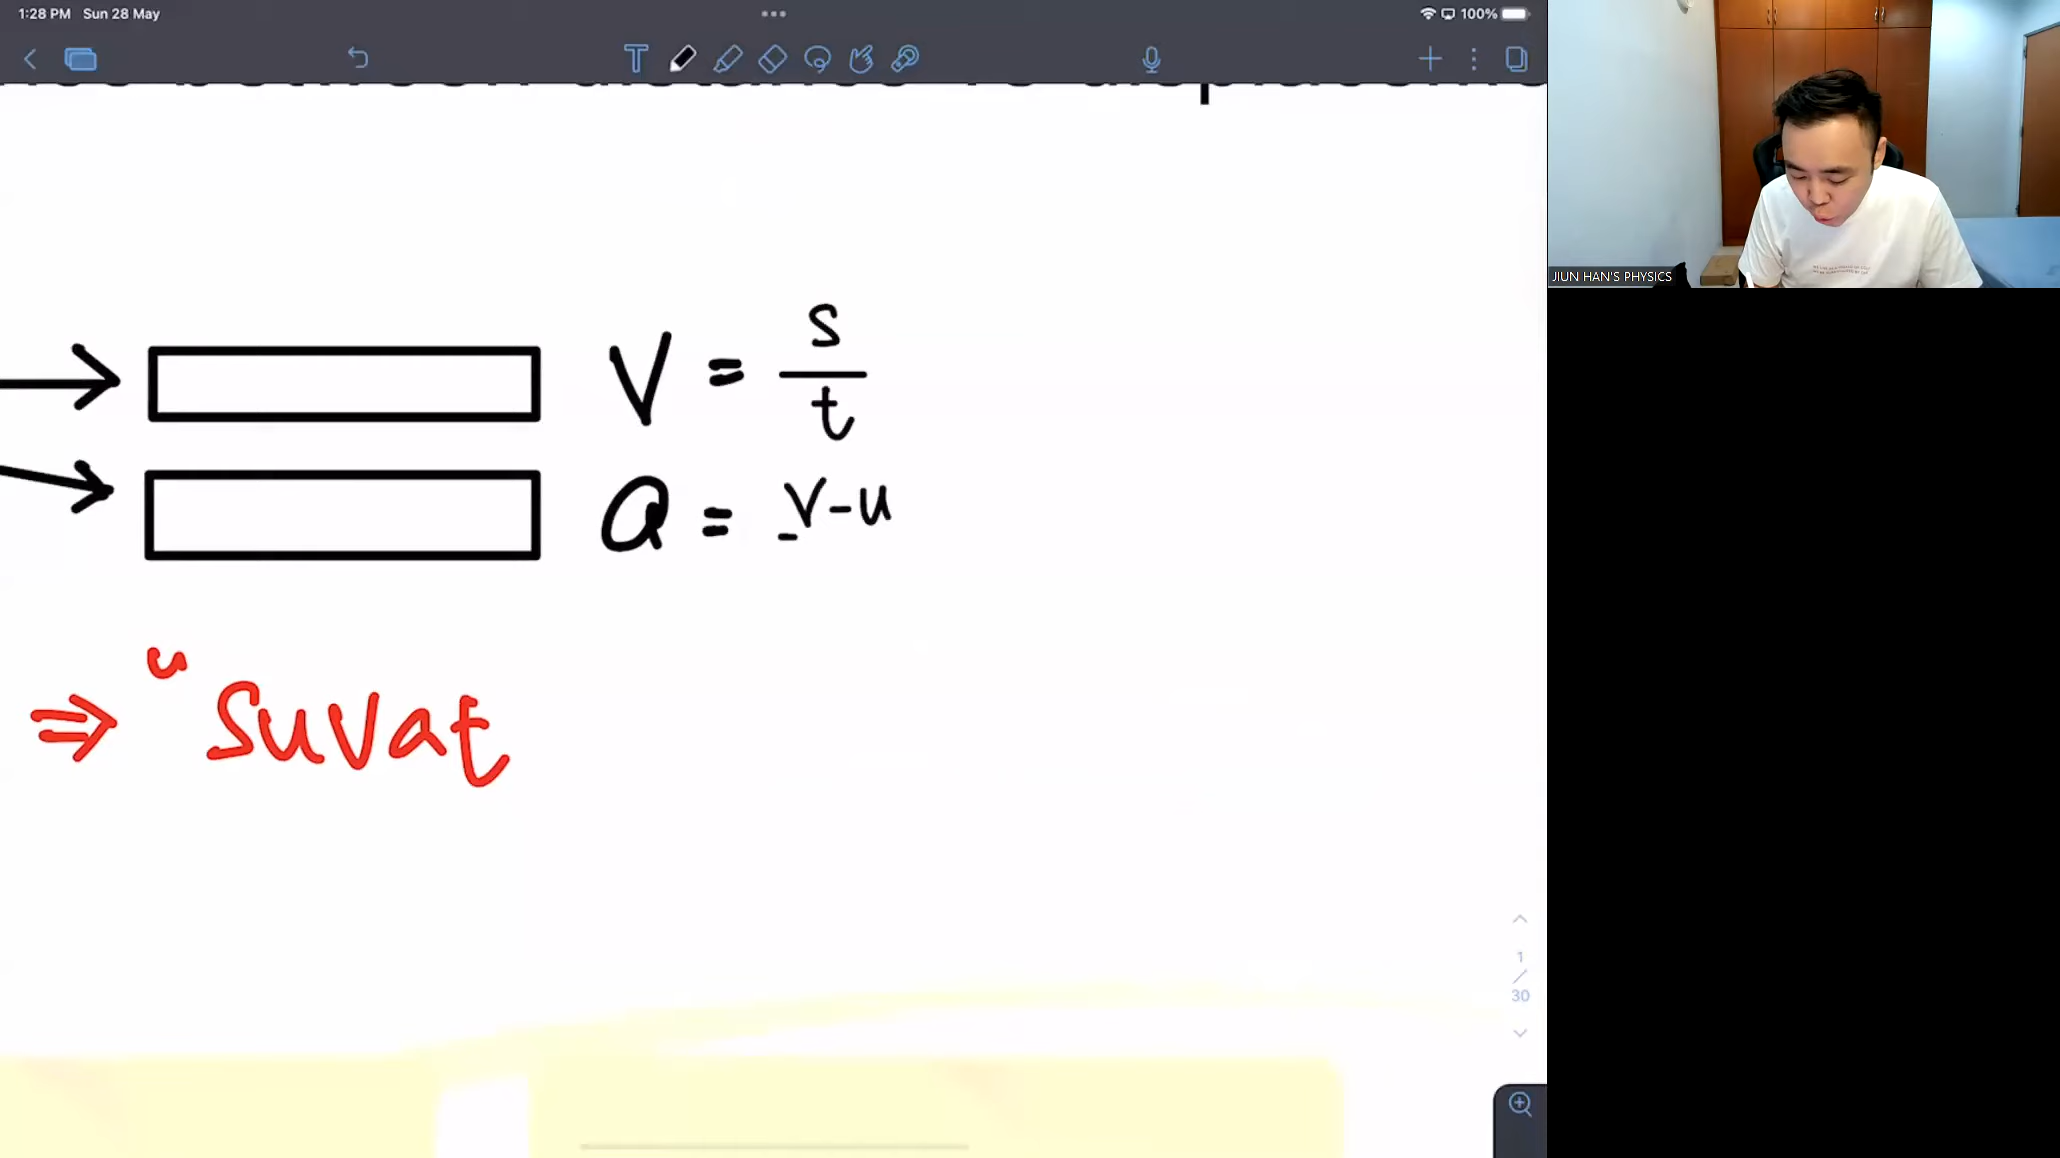 1:28 PM Sun 28 May
100%
V = s/t
a = v-u
⇒ "suvat
1
/
30
JIUN HAN'S PHYSICS